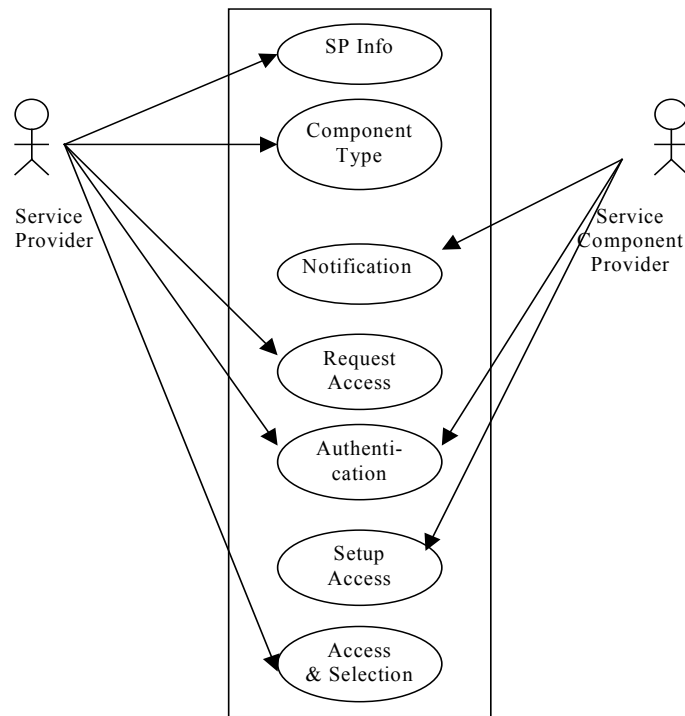 SP Info
Component
Type
Service
Provider
Service
Component
Provider
Notification
Request
Access
Authenti-
cation
Setup
Access
Access
& Selection